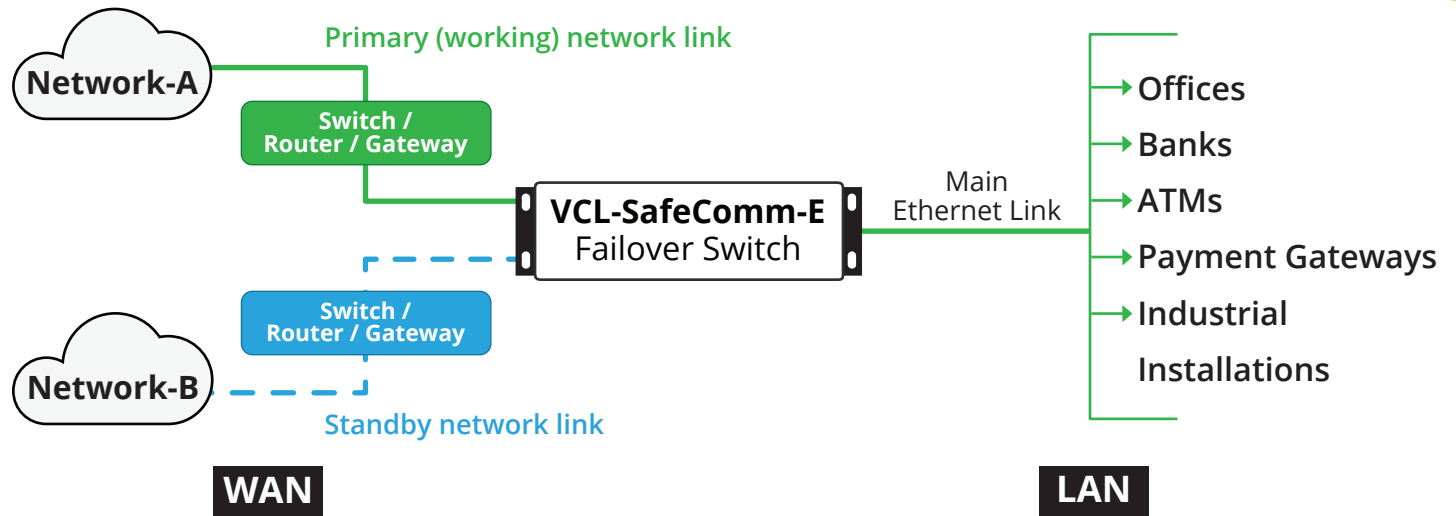 Primary (working) network link
Network-A
Switch /
Router / Gateway
VCL-SafeComm-E
Failover Switch
Main
Ethernet Link
Offices
Banks
ATMs
Payment Gateways
Industrial
Installations
Switch /
Router / Gateway
Network-B
Standby network link
WAN
LAN